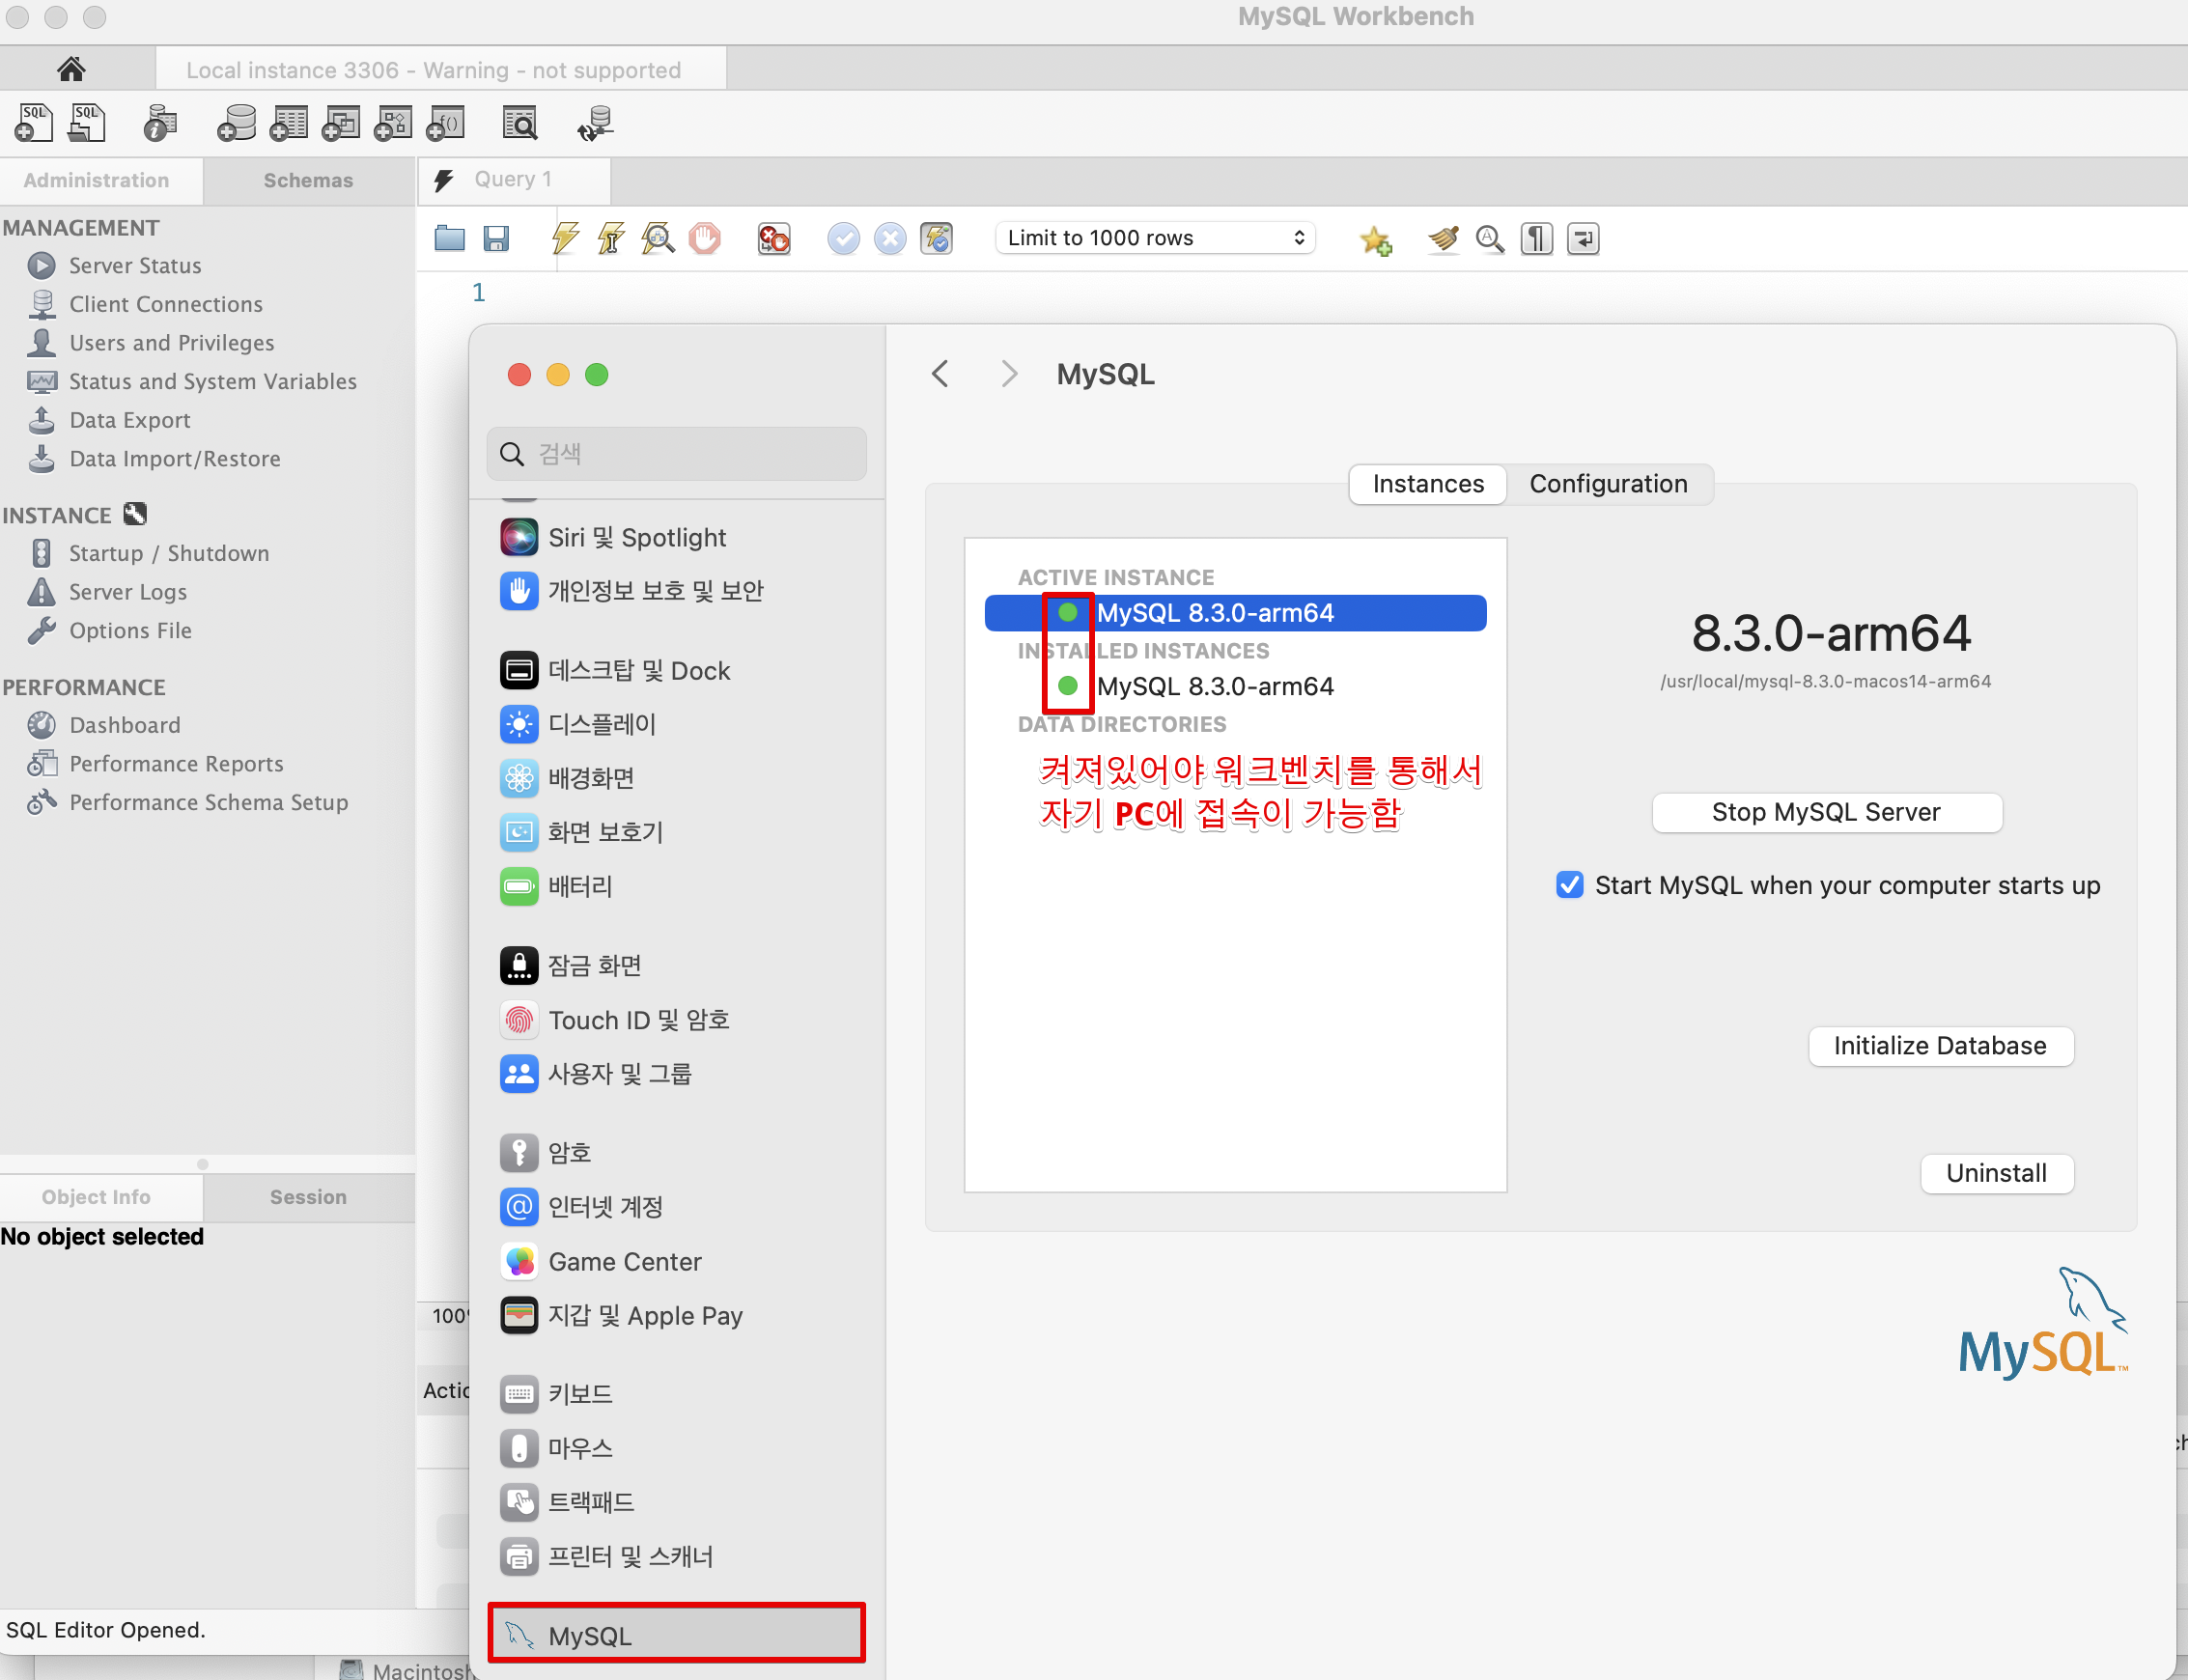 MySQL Workbench
Local instance 3306 - Warning - not supported
SQL
SQL
Administration
Schemas
Query 1
MANAGEMENT
Server Status
Client Connections
Users and Privileges
Status and System Variables
Data Export
Data Import/Restore
INSTANCE
Startup / Shutdown
Server Logs
Options File
PERFORMANCE
Dashboard
Performance Reports
Performance Schema Setup
Object Info
Session
No object selected
SQL Editor Opened.
Limit to 1000 rows
1
검색
Siri 및 Spotlight
개인정보 보호 및 보안
데스크탑 및 Dock
디스플레이
배경화면
화면 보호기
배터리
잠금 화면
Touch ID 및 암호
사용자 및 그룹
암호
인터넷 계정
Game Center
지갑 및 Apple Pay
키보드
마우스
트랙패드
프린터 및 스캐너
MySQL
MySQL
Instances
Configuration
ACTIVE INSTANCE
MySQL 8.3.0-arm64
INSTALLED INSTANCES
MySQL 8.3.0-arm64
DATA DIRECTORIES
켜져있어야 워크벤치를 통해서
자기 PC에 접속이 가능함
8.3.0-arm64
/usr/local/mysql-8.3.0-macos14-arm64
Stop MySQL Server
Start MySQL when your computer starts up
Initialize Database
Uninstall
MySQL™
100%
Actio
Macintosh